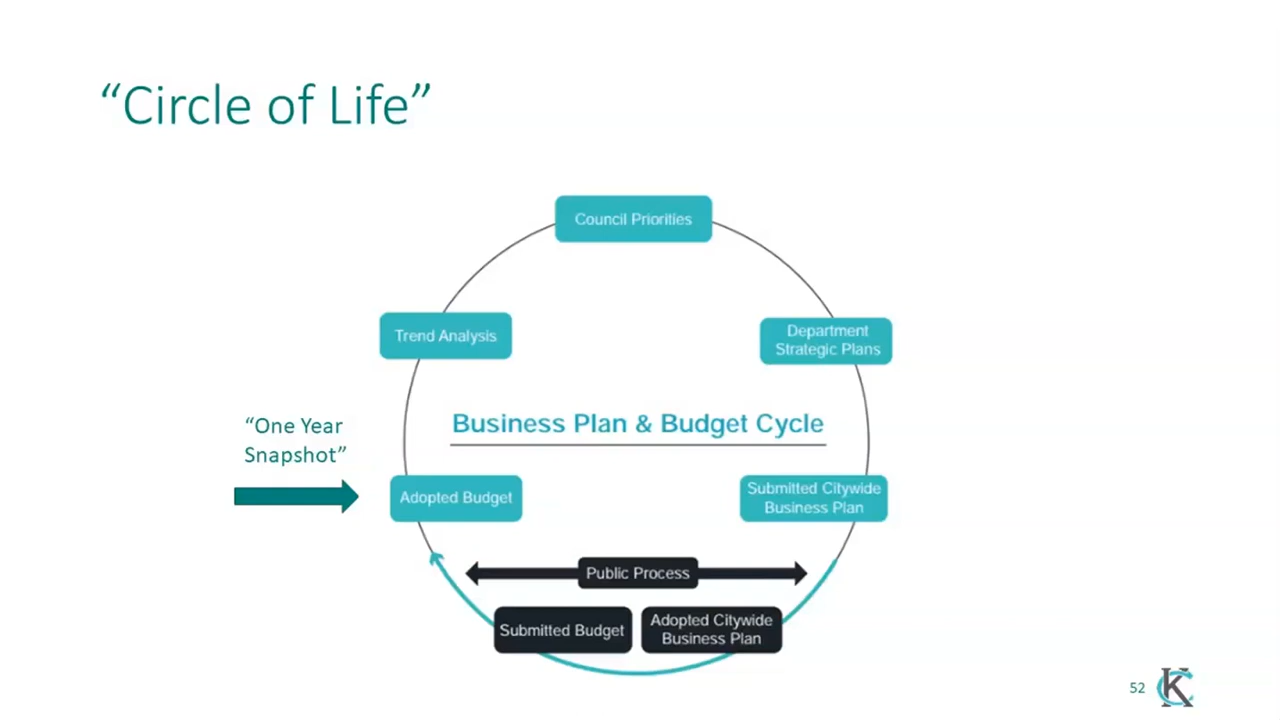 “Circle of Life”
Council Priorities
Trend Analysis
Department
Strategic Plans
Business Plan & Budget Cycle
“One Year
Snapshot”
Adopted Budget
Submitted Citywide
Business Plan
Public Process
Submitted Budget
Adopted Citywide
Business Plan
52
KC